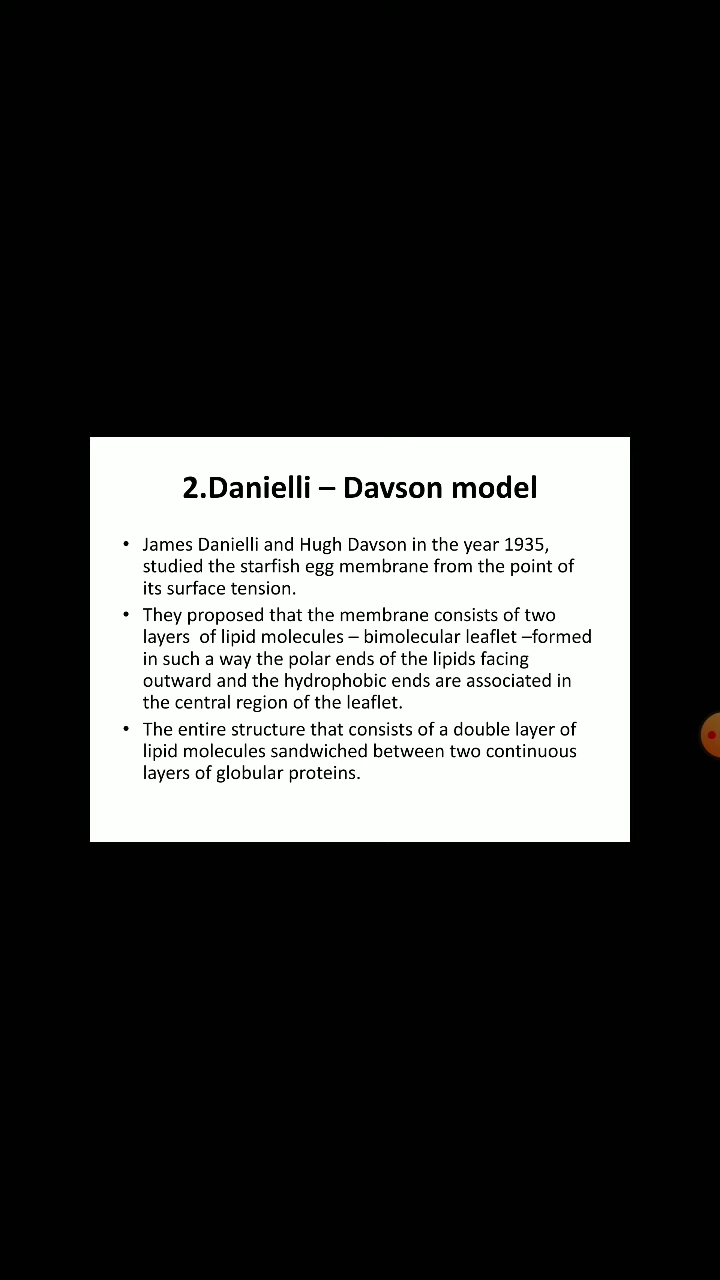 2.Danielli – Davson model
• James Danielli and Hugh Davson in the year 1935,
studied the starfish egg membrane from the point of
its surface tension.
• They proposed that the membrane consists of two
layers  of lipid molecules – bimolecular leaflet –formed
in such a way the polar ends of the lipids facing
outward and the hydrophobic ends are associated in
the central region of the leaflet.
• The entire structure that consists of a double layer of
lipid molecules sandwiched between two continuous
layers of globular proteins.